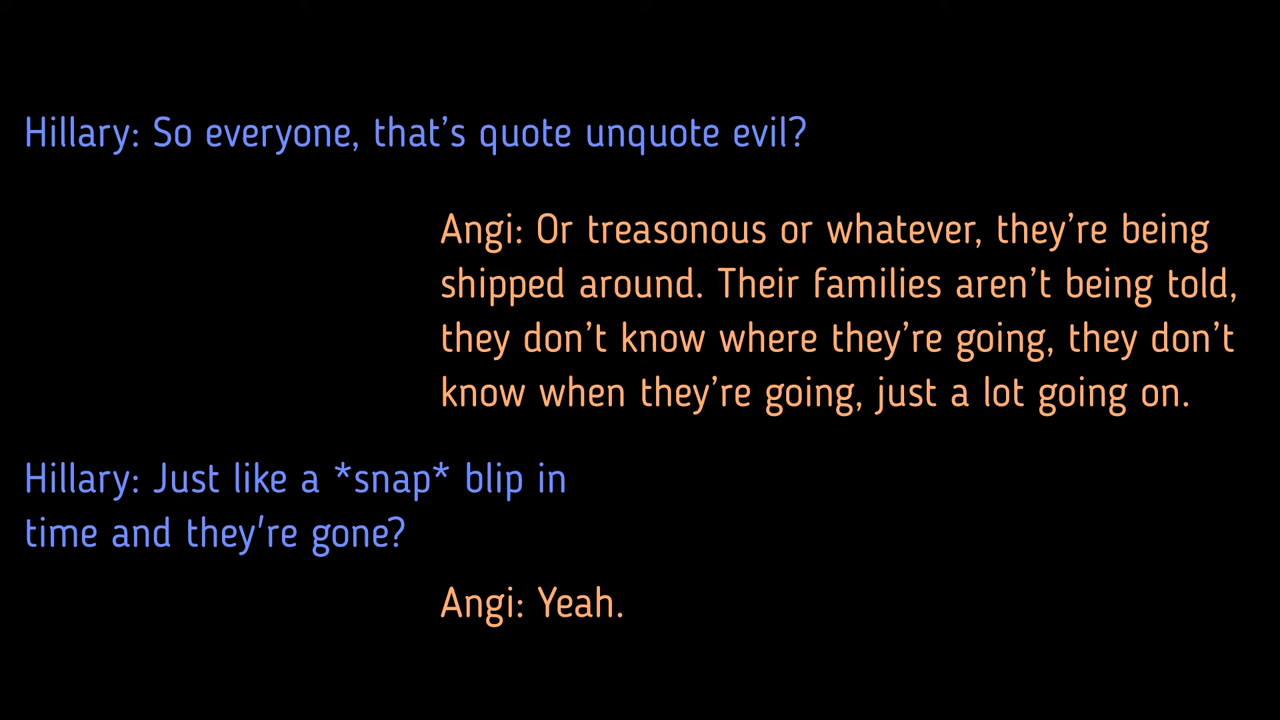 Hillary: So everyone, that’s quote unquote evil?
Angi: Or treasonous or whatever, they’re being
shipped around. Their families aren’t being told,
they don’t know where they’re going, they don’t
know when they’re going, just a lot going on.
Hillary: Just like a *snap* blip in
time and they're gone?
Angi: Yeah.